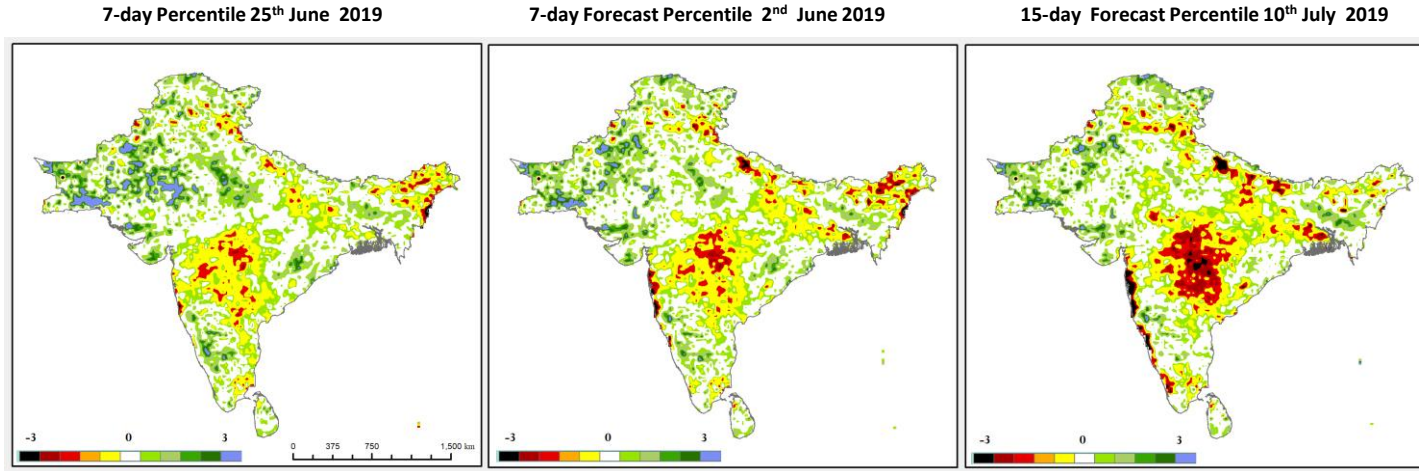 7-day Percentile 25th June 2019
7-day Forecast Percentile 2nd June 2019
15-day Forecast Percentile 10th July 2019
-3 0 3
0 375 750 1,500 km
-3 0 3
-3 0 3